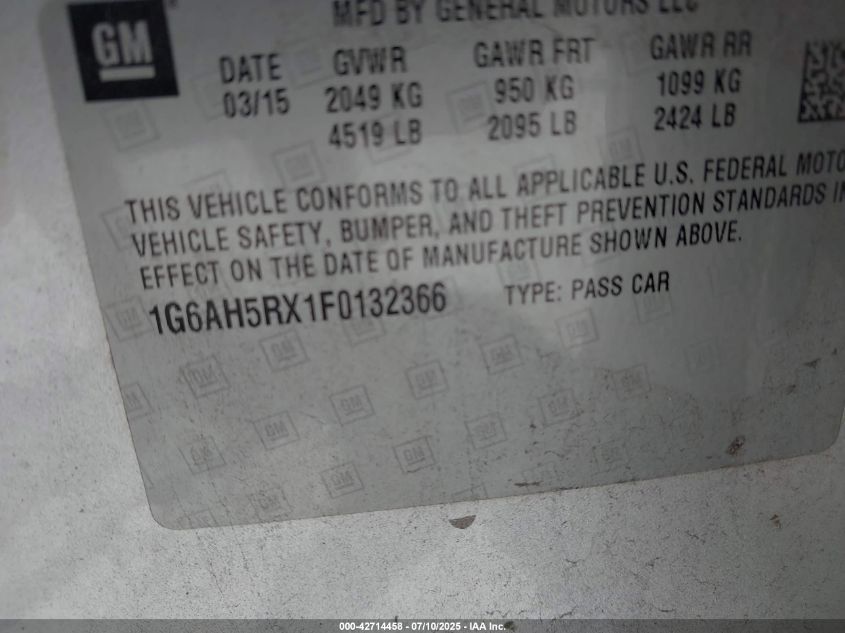 GM
MFD BY GENERAL MOTORS LLC
DATE GVWR GAWR FRT GAWR RR
03/15 2049 KG 950 KG 1099 KG
4519 LB 2095 LB 2424 LB
THIS VEHICLE CONFORMS TO ALL APPLICABLE U.S. FEDERAL MOTO
VEHICLE SAFETY, BUMPER, AND THEFT PREVENTION STANDARDS IN
EFFECT ON THE DATE OF MANUFACTURE SHOWN ABOVE.
1G6AH5RX1F0132366 TYPE: PASS CAR
000-42714458 - 07/10/2025 - IAA Inc.